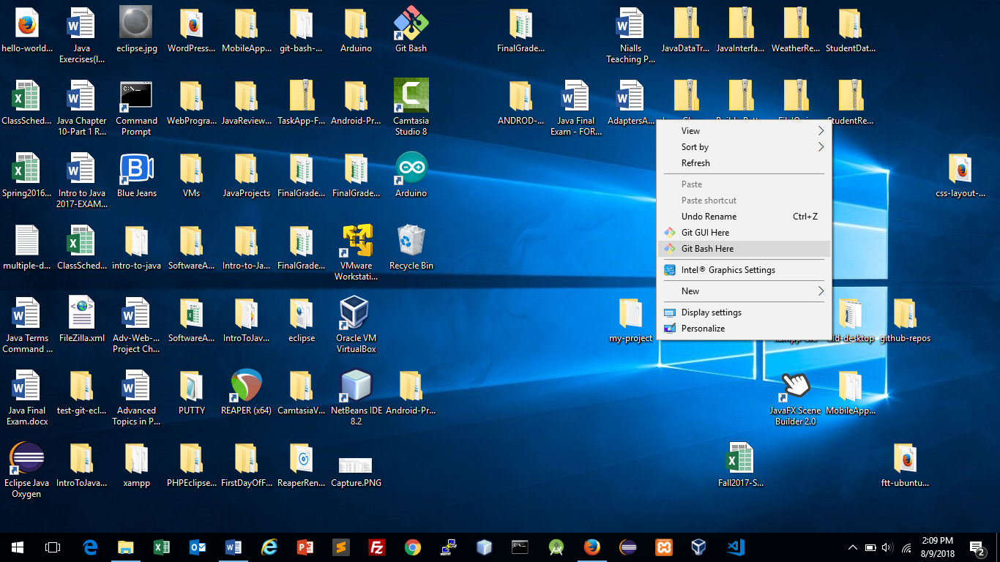 hello-world...
Java
Exercises(I...
eclipse.jpg
WordPress...
MobileApp...
git-bash-...
Arduino
Git Bash
FinalGrade...
Nialls
Teaching P...
JavaDataTr...
JavaInterfa...
WeatherRe...
StudentDat...
ClassSched...
Java Chapter
10-Part 1 R...
Command
Prompt
WebProgra...
JavaReview...
TaskApp-F...
Android-Pr...
Camtasia
Studio 8
ANDROD-...
Java Final
Exam - FOR...
AdaptersA...
StudentRe...
Spring2016...
Intro to Java
2017-EXAM...
Blue Jeans
VMs
JavaProjects
FinalGrade...
FinalGrade...
Arduino
css-layout-...
multiple-d...
ClassSched...
intro-to-java
SoftwareA...
Intro-to-Ja...
FinalGrade...
VMware
Workstati...
Recycle Bin
View
Sort by
Refresh
Paste
Paste shortcut
Undo Rename Ctrl+Z
Git GUI Here
Git Bash Here
Intel® Graphics Settings
New
Display settings
Personalize
Java Terms
Command ...
FileZilla.xml
Adv-Web-...
Project Ch...
SoftwareA...
IntroToJav...
eclipse
Oracle VM
VirtualBox
my-project
old-desktop
github-repos
Java Final
Exam.docx
test-git-ecl...
Advanced
Topics in P...
PUTTY
REAPER (x64)
CamtasiaV...
NetBeans IDE
8.2
Android-Pr...
JavaFX Scene
Builder 2.0
MobileApp...
Eclipse Java
Oxygen
IntroToJava...
xampp
PHPEclipse...
FirstDayOfF...
ReaperRen...
Capture.PNG
Fall2017-S...
ftt-ubuntu...
2:09 PM
8/9/2018
2